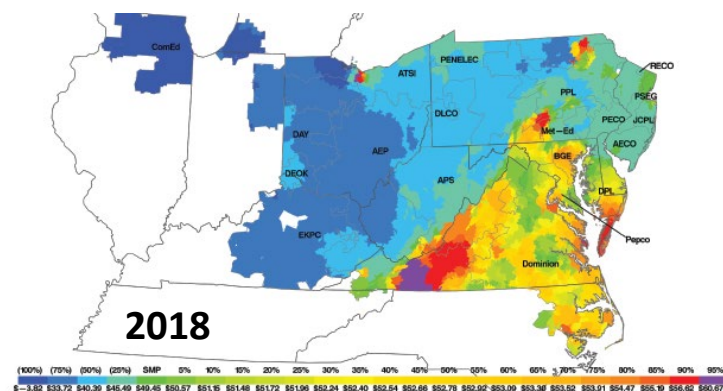 ComEd
RECO
PENELEC
ATSI
PPL
PSEG
DLCO
PECO
JCPL
Met-Ed
DAY
AEP
AECO
BGE
DEOK
APS
DPL
EKPC
Pepco
Dominion
2018
(100%) (75%) (50%) (25%) SMP 5% 10% 15% 20% 25% 30% 35% 40% 45% 50% 55% 60% 65% 70% 75% 80% 85% 90% 95%
$-3.82 $33.72 $40.39 $45.49 $49.45 $50.57 $51.15 $51.48 $51.72 $51.96 $52.24 $52.40 $52.54 $52.66 $52.78 $52.92 $53.09 $53.30 $53.52 $53.95 $54.47 $55.19 $56.62 $60.67